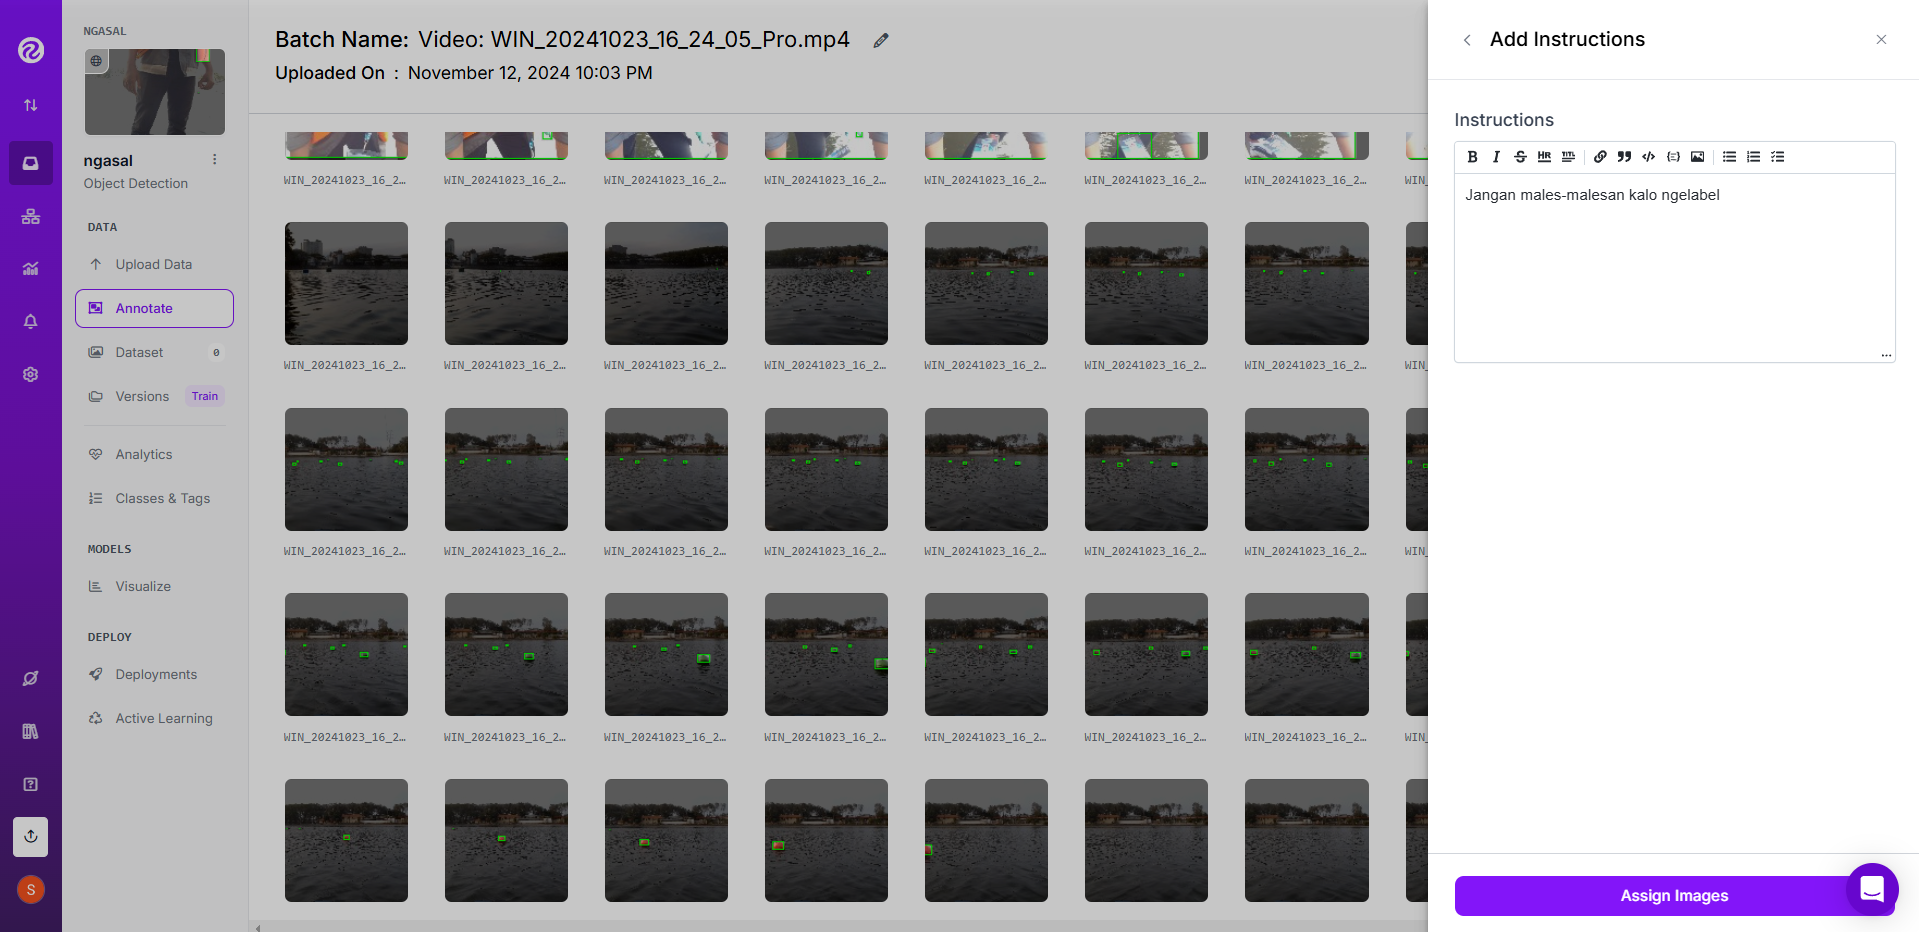 NGASAL
ngasal
Object Detection
DATA
Upload Data
Annotate
Dataset 0
Versions Train
Analytics
Classes & Tags
MODELS
Visualize
DEPLOY
Deployments
Active Learning
S
Batch Name: Video: WIN_20241023_16_24_05_Pro.mp4
Uploaded On : November 12, 2024 10:03 PM
WIN_20241023_16_2… WIN_20241023_16_2… WIN_20241023_16_2… WIN_20241023_16_2… WIN_20241023_16_2… WIN_20241023_16_2… WIN_20241023_16_2… WIN_
WIN_20241023_16_2… WIN_20241023_16_2… WIN_20241023_16_2… WIN_20241023_16_2… WIN_20241023_16_2… WIN_20241023_16_2… WIN_20241023_16_2… WIN_
WIN_20241023_16_2… WIN_20241023_16_2… WIN_20241023_16_2… WIN_20241023_16_2… WIN_20241023_16_2… WIN_20241023_16_2… WIN_20241023_16_2… WIN_
WIN_20241023_16_2… WIN_20241023_16_2… WIN_20241023_16_2… WIN_20241023_16_2… WIN_20241023_16_2… WIN_20241023_16_2… WIN_20241023_16_2… WIN_
Add Instructions
Instructions
B I S HR
Jangan males-malesan kalo ngelabel
Assign Images